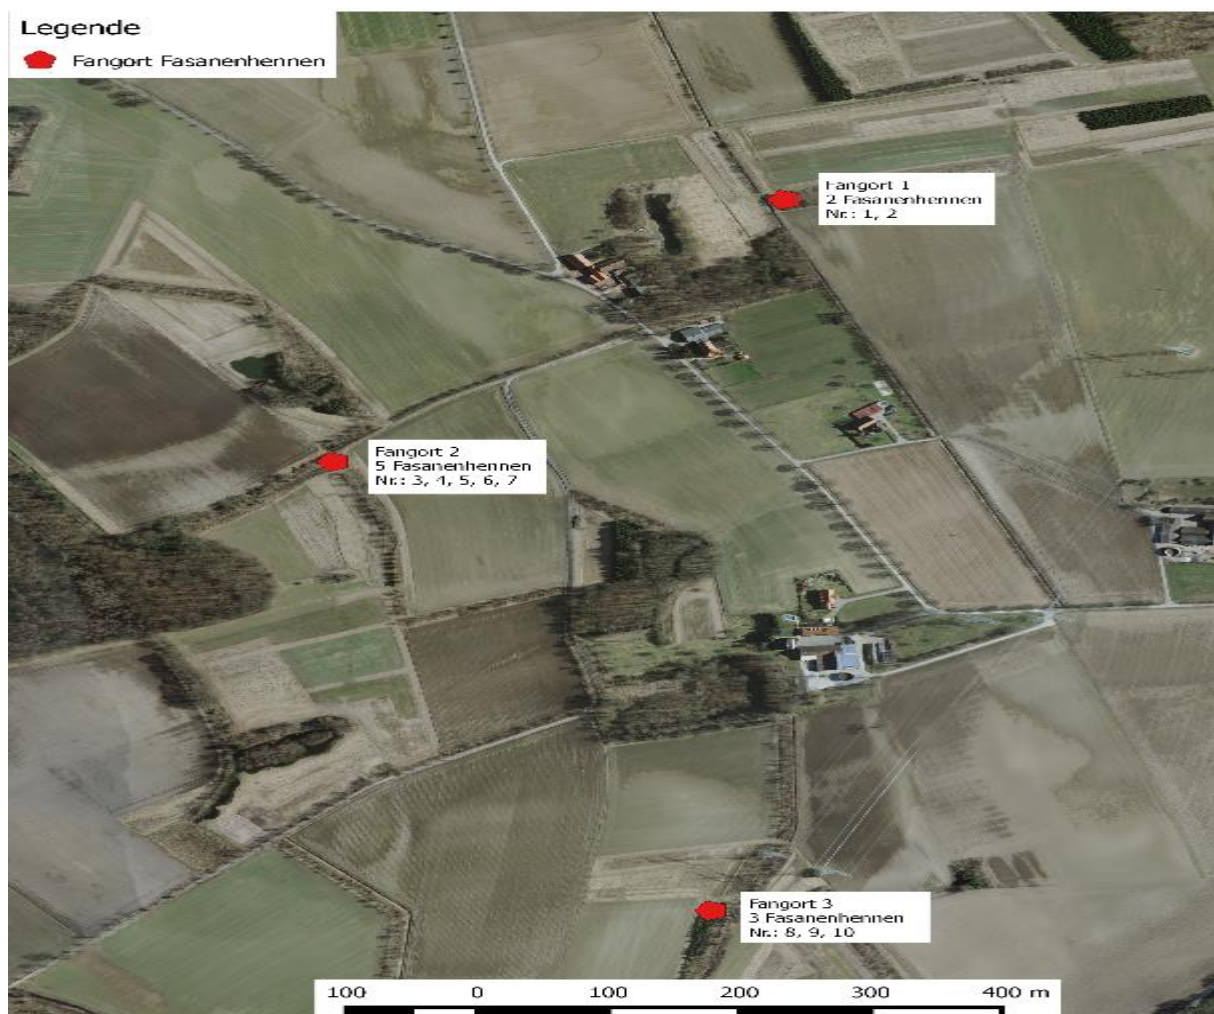 Legende
Fangort Fasanenhennen
Fangort 1
2 Fasanenhennen
Nr.: 1, 2
Fangort 2
5 Fasanenhennen
Nr.: 3, 4, 5, 6, 7
Fangort 3
3 Fasanenhennen
Nr.: 8, 9, 10
100 0 100 200 300 400 m